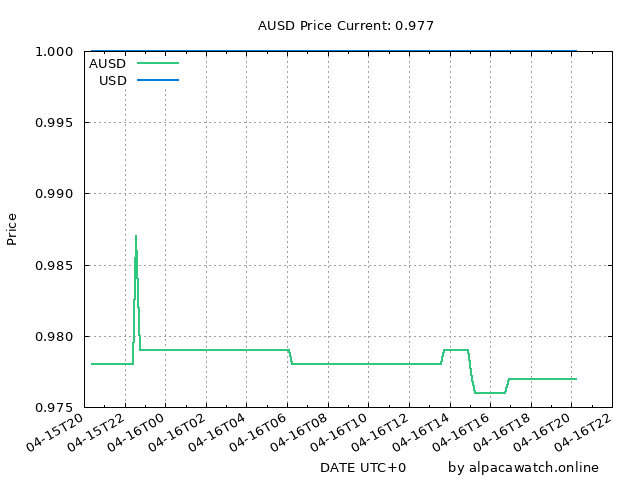 AUSD Price Current: 0.977
1.000
0.995
0.990
0.985
0.980
0.975
Price
AUSD
USD
04-15T20
04-15T22
04-16T00
04-16T02
04-16T04
04-16T06
04-16T08
04-16T10
04-16T12
04-16T14
04-16T16
04-16T18
04-16T20
04-16T22
DATE UTC+0
by alpacawatch.online